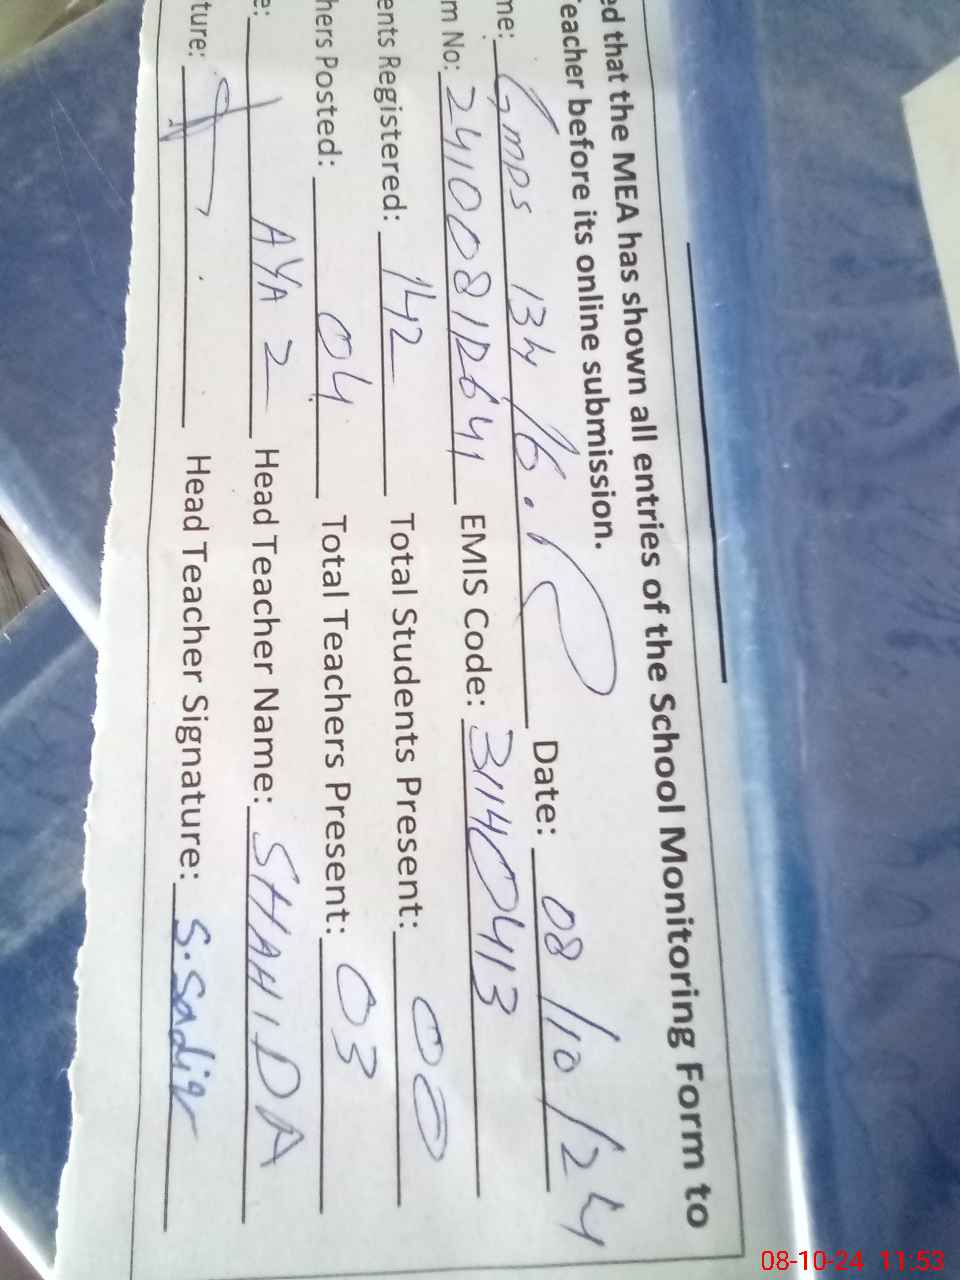 ed that the MEA has shown all entries of the School Monitoring Form to
Teacher before its online submission.
me: Gmps 134/6.R Date: 08/10/24
m No: 241008 EMIS Code: 31140413
ents Registered: 142 Total Students Present: 00
hers Posted: 04 Total Teachers Present: 03
e: AYA 2 Head Teacher Name: SHAHIDA
ture: Head Teacher Signature: S.Sadiq
08-10-24 11:53